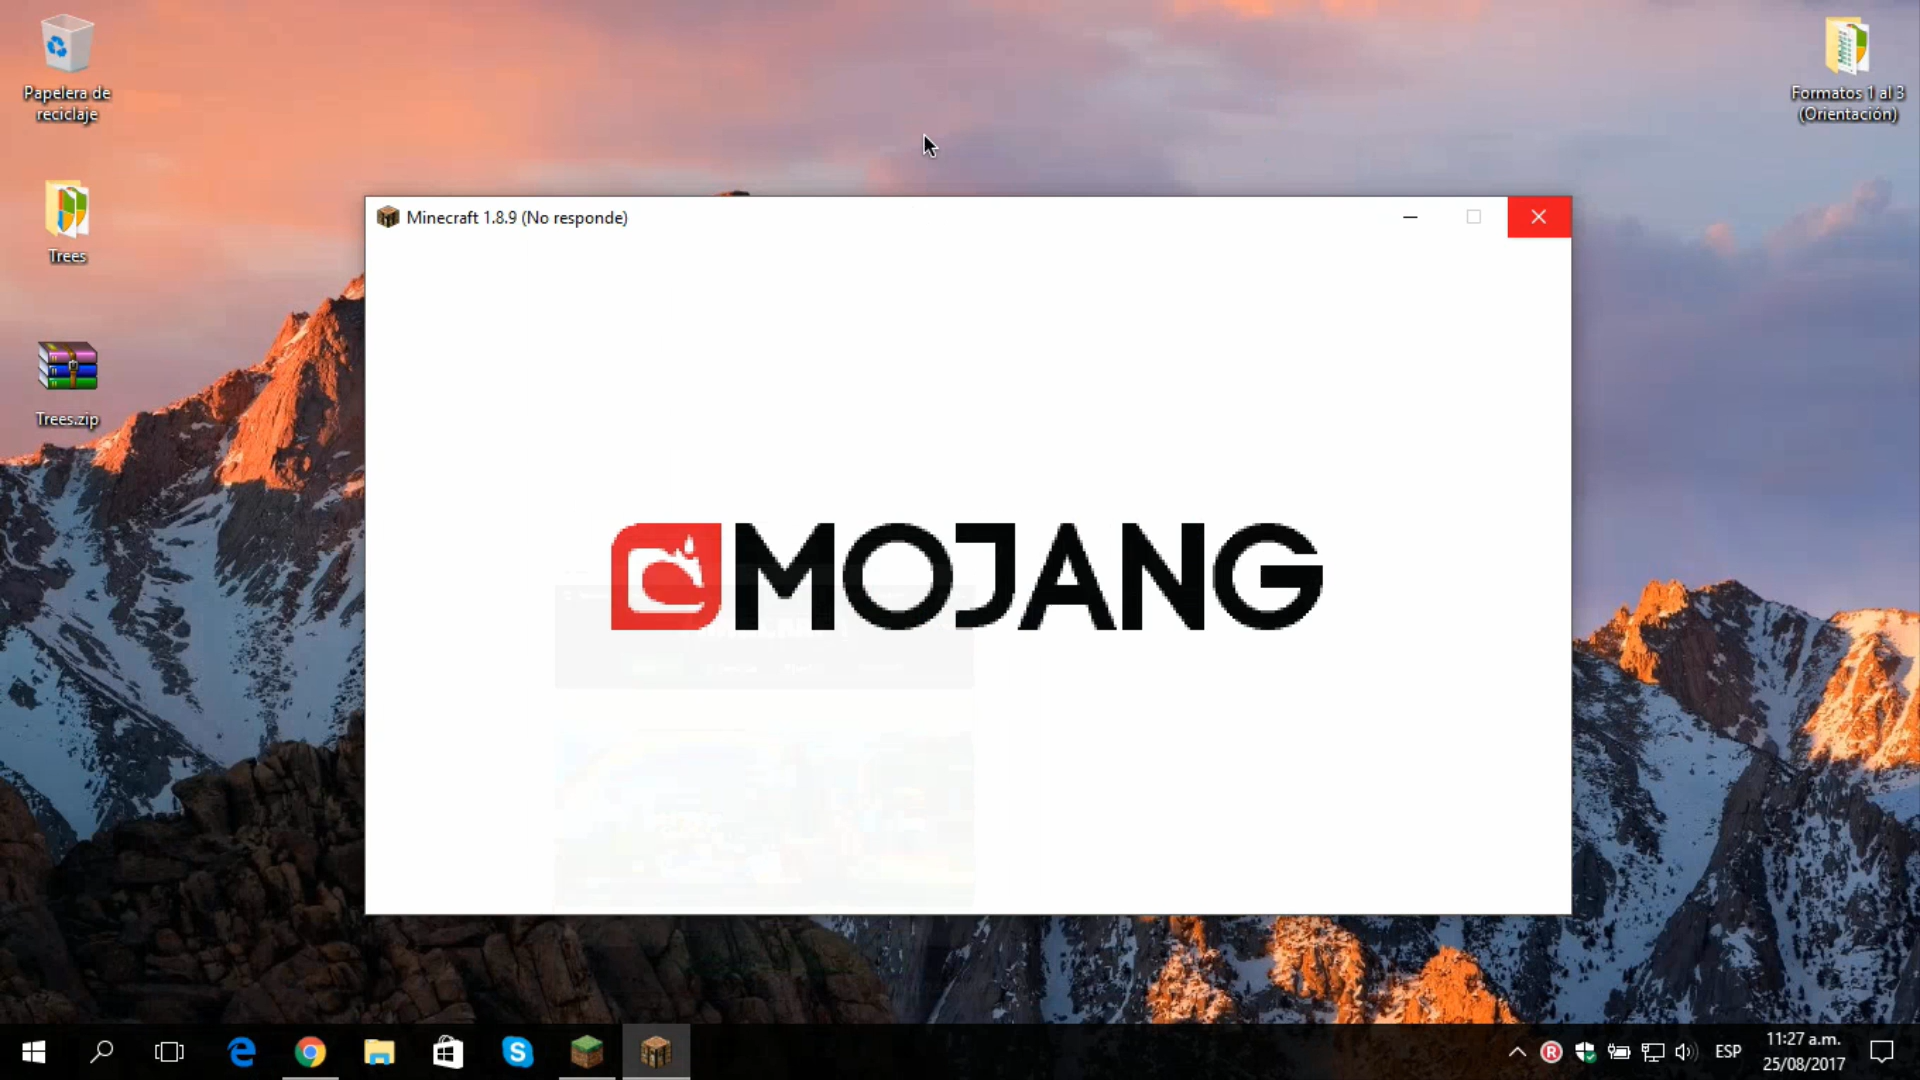 Papelera de
reciclaje
Formatos 1 al 3
(Orientación)
Trees
Trees.zip
Minecraft 1.8.9 (No responde)
MOJANG
ESP
11:27 a.m.
25/08/2017